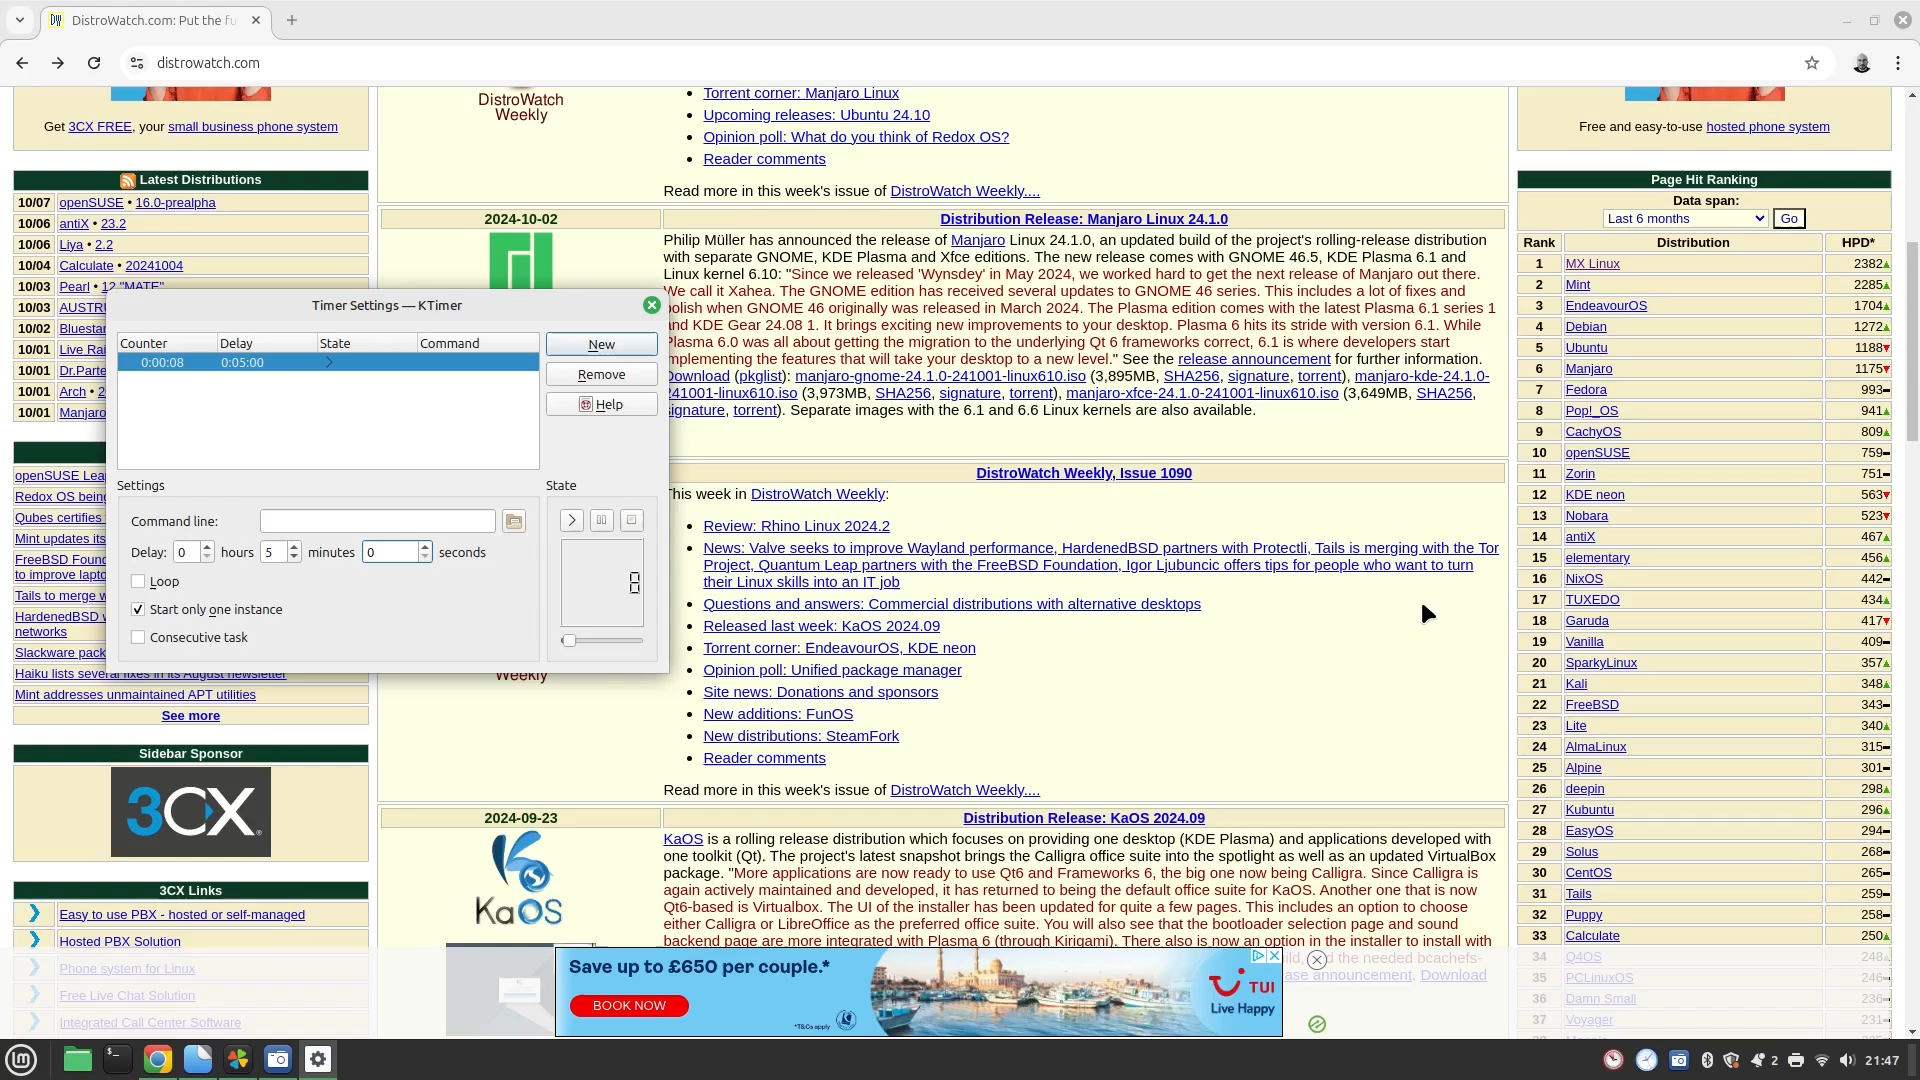 DistroWatch.com: Put the fu
distrowatch.com
Get 3CX FREE, your small business phone system
Latest Distributions
10/07 openSUSE • 16.0-prealpha
10/06 antiX • 23.2
10/06 Liya • 2.2
10/04 Calculate • 20241004
10/03 Pearl • 12 "MATE"
10/03 AUSTRU
10/02 Bluestar
10/01 Live Rai
10/01 Dr.Parte
10/01 Arch • 2
10/01 Manjaro
openSUSE Lea
Redox OS being
Qubes certifies
Mint updates its
FreeBSD Found
to improve lapto
Tails to merge w
HardenedBSD w
networks
Slackware pack
Haiku lists several fixes in its August newsletter
Mint addresses unmaintained APT utilities
See more
Sidebar Sponsor
3CX
3CX Links
Easy to use PBX - hosted or self-managed
Hosted PBX Solution
Phone system for Linux
Free Live Chat Solution
Integrated Call Center Software
Timer Settings — KTimer
Counter Delay State Command
0:00:08 0:05:00
New
Remove
Help
Settings
Command line:
Delay: 0 hours 5 minutes 0 seconds
Loop
Start only one instance
Consecutive task
State
0
DistroWatch
Weekly
Torrent corner: Manjaro Linux
Upcoming releases: Ubuntu 24.10
Opinion poll: What do you think of Redox OS?
Reader comments
Read more in this week's issue of DistroWatch Weekly....
2024-10-02
Distribution Release: Manjaro Linux 24.1.0
Philip Müller has announced the release of Manjaro Linux 24.1.0, an updated build of the project's rolling-release distribution
with separate GNOME, KDE Plasma and Xfce editions. The new release comes with GNOME 46.5, KDE Plasma 6.1 and
Linux kernel 6.10: "Since we released 'Wynsdey' in May 2024, we worked hard to get the next release of Manjaro out there.
We call it Xahea. The GNOME edition has received several updates to GNOME 46 series. This includes a lot of fixes and
polish when GNOME 46 originally was released in March 2024. The Plasma edition comes with the latest Plasma 6.1 series 1
and KDE Gear 24.08 1. It brings exciting new improvements to your desktop. Plasma 6 hits its stride with version 6.1. While
Plasma 6.0 was all about getting the migration to the underlying Qt 6 frameworks correct, 6.1 is where developers start
implementing the features that will take your desktop to a new level." See the release announcement for further information.
Download (pkglist): manjaro-gnome-24.1.0-241001-linux610.iso (3,895MB, SHA256, signature, torrent), manjaro-kde-24.1.0-
241001-linux610.iso (3,973MB, SHA256, signature, torrent), manjaro-xfce-24.1.0-241001-linux610.iso (3,649MB, SHA256,
signature, torrent). Separate images with the 6.1 and 6.6 Linux kernels are also available.
DistroWatch Weekly, Issue 1090
This week in DistroWatch Weekly:
Review: Rhino Linux 2024.2
News: Valve seeks to improve Wayland performance, HardenedBSD partners with Protectli, Tails is merging with the Tor
Project, Quantum Leap partners with the FreeBSD Foundation, Igor Ljubuncic offers tips for people who want to turn
their Linux skills into an IT job
Questions and answers: Commercial distributions with alternative desktops
Released last week: KaOS 2024.09
Torrent corner: EndeavourOS, KDE neon
Opinion poll: Unified package manager
Site news: Donations and sponsors
New additions: FunOS
New distributions: SteamFork
Reader comments
Weekly
Read more in this week's issue of DistroWatch Weekly....
2024-09-23
Distribution Release: KaOS 2024.09
KaOS
KaOS is a rolling release distribution which focuses on providing one desktop (KDE Plasma) and applications developed with
one toolkit (Qt). The project's latest snapshot brings the Calligra office suite into the spotlight as well as an updated VirtualBox
package. "More applications are now ready to use Qt6 and Frameworks 6, the big one now being Calligra. Since Calligra is
again actively maintained and developed, it has returned to being the default office suite for KaOS. Another one that is now
Qt6-based is Virtualbox. The UI of the installer has been updated for quite a few pages. This includes an option to choose
either Calligra or LibreOffice as the preferred office suite. You will also see that the bootloader selection page and sound
backend page are more integrated with Plasma 6 (through Kirigami). There also is now an option in the installer to install with
the needed bcachefs-
announcement. Download
Save up to £650 per couple.*
BOOK NOW
*T&Cs apply
TUI
Live Happy
Free and easy-to-use hosted phone system
Page Hit Ranking
Data span:
Last 6 months Go
Rank Distribution HPD*
1 MX Linux 2382
2 Mint 2285
3 EndeavourOS 1704
4 Debian 1272
5 Ubuntu 1188
6 Manjaro 1175
7 Fedora 993
8 Pop!_OS 941
9 CachyOS 809
10 openSUSE 759
11 Zorin 751
12 KDE neon 563
13 Nobara 523
14 antiX 467
15 elementary 456
16 NixOS 442
17 TUXEDO 434
18 Garuda 417
19 Vanilla 409
20 SparkyLinux 357
21 Kali 348
22 FreeBSD 343
23 Lite 340
24 AlmaLinux 315
25 Alpine 301
26 deepin 298
27 Kubuntu 296
28 EasyOS 294
29 Solus 268
30 CentOS 265
31 Tails 259
32 Puppy 258
33 Calculate 250
34 Q4OS 248
35 PCLinuxOS 246
36 Damn Small 236
37 Voyager 231
2
21:47